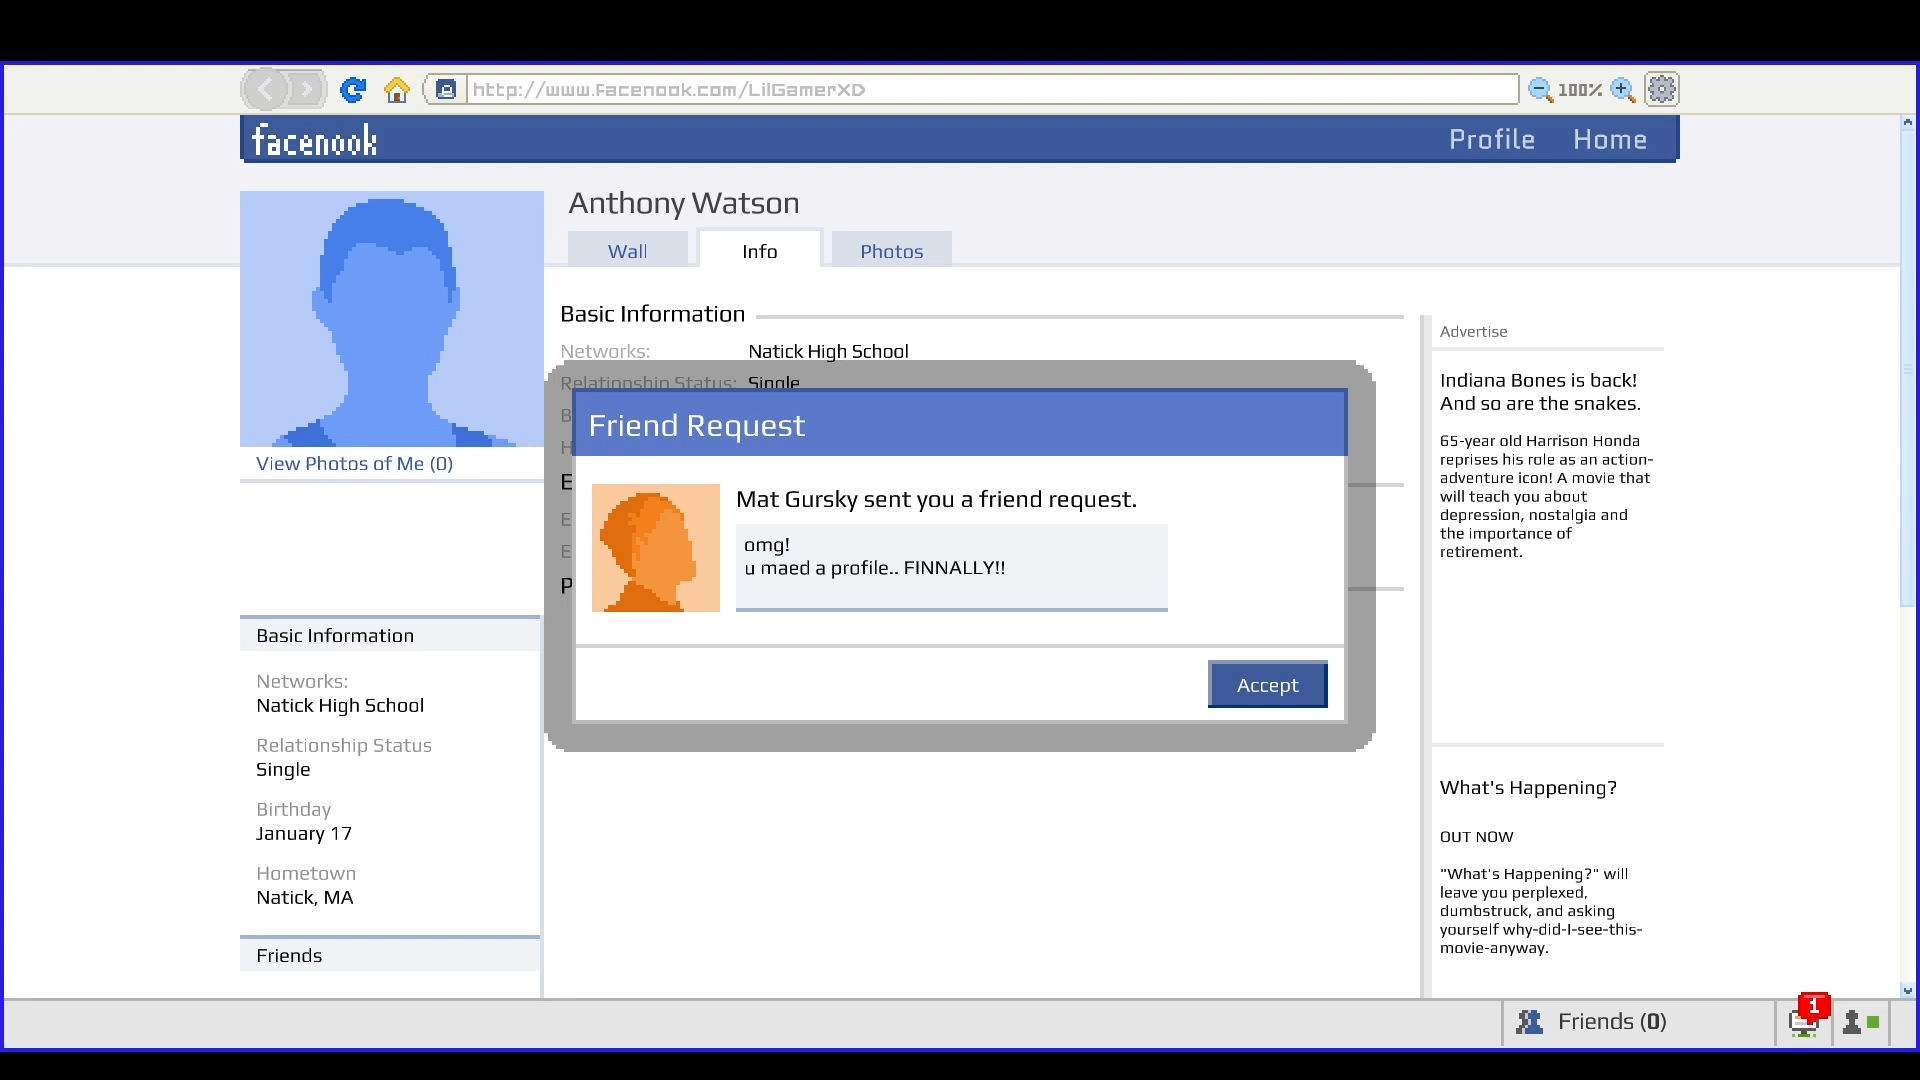 http://www.Facenook.com/LilGamerXD
100%
facenook
Profile
Home
Anthony Watson
Wall
Info
Photos
View Photos of Me (0)
Basic Information
Networks:
Natick High School
Relationship Status:
Single
Friend Request
Mat Gursky sent you a friend request.
omg!
u maed a profile.. FINNALLY!!
Accept
Basic Information
Networks:
Natick High School
Relationship Status
Single
Birthday
January 17
Hometown
Natick, MA
Friends
Advertise
Indiana Bones is back!
And so are the snakes.
65-year old Harrison Honda
reprises his role as an action-
adventure icon! A movie that
will teach you about
depression, nostalgia and
the importance of
retirement.
What's Happening?
OUT NOW
"What's Happening?" will
leave you perplexed,
dumbstruck, and asking
yourself why-did-I-see-this-
movie-anyway.
Friends (0)
1